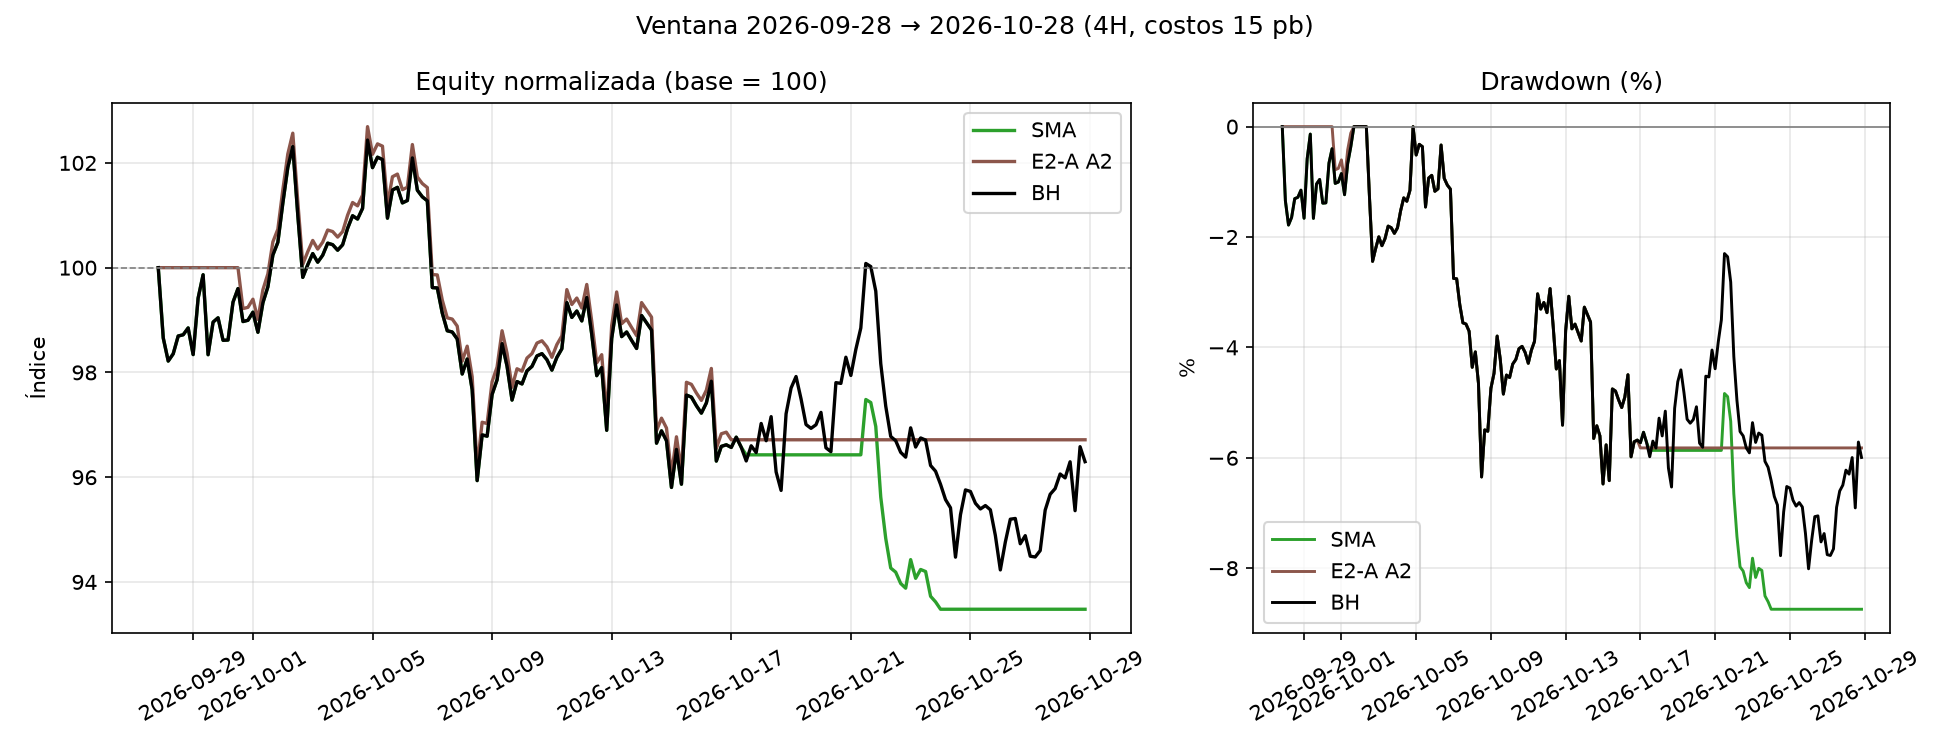 Ventana 2026-09-28 → 2026-10-28 (4H, costos 15 pb)
Equity normalizada (base = 100)
Índice
102
100
98
96
94
SMA
E2-A A2
BH
2026-09-29
2026-10-01
2026-10-05
2026-10-09
2026-10-13
2026-10-17
2026-10-21
2026-10-25
2026-10-29
Drawdown (%)
%
0
−2
−4
−6
−8
SMA
E2-A A2
BH
2026-09-29
2026-10-01
2026-10-05
2026-10-09
2026-10-13
2026-10-17
2026-10-21
2026-10-25
2026-10-29